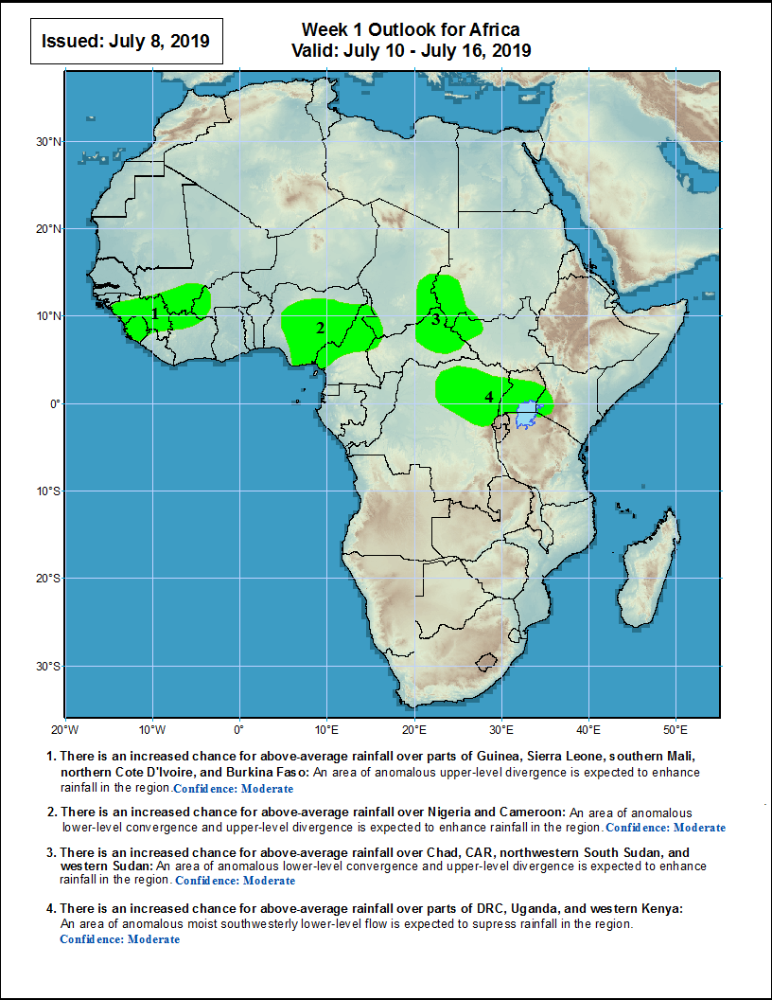 Issued: July 8, 2019
Week 1 Outlook for Africa
Valid: July 10 - July 16, 2019
30°N
20°N
10°N
0°
10°S
20°S
30°S
1
2
3
4
20°W
10°W
0°
10°E
20°E
30°E
40°E
50°E
1. There is an increased chance for above-average rainfall over parts of Guinea, Sierra Leone, southern Mali,
northern Cote D'Ivoire, and Burkina Faso: An area of anomalous upper-level divergence is expected to enhance
rainfall in the region.Confidence: Moderate
2. There is an increased chance for above-average rainfall over Nigeria and Cameroon: An area of anomalous
lower-level convergence and upper-level divergence is expected to enhance rainfall in the region.Confidence: Moderate
3. There is an increased chance for above-average rainfall over Chad, CAR, northwestern South Sudan, and
western Sudan: An area of anomalous lower-level convergence and upper-level divergence is expected to enhance
rainfall in the region. Confidence: Moderate
4. There is an increased chance for above-average rainfall over parts of DRC, Uganda, and western Kenya:
An area of anomalous moist southwesterly lower-level flow is expected to supress rainfall in the region.
Confidence: Moderate